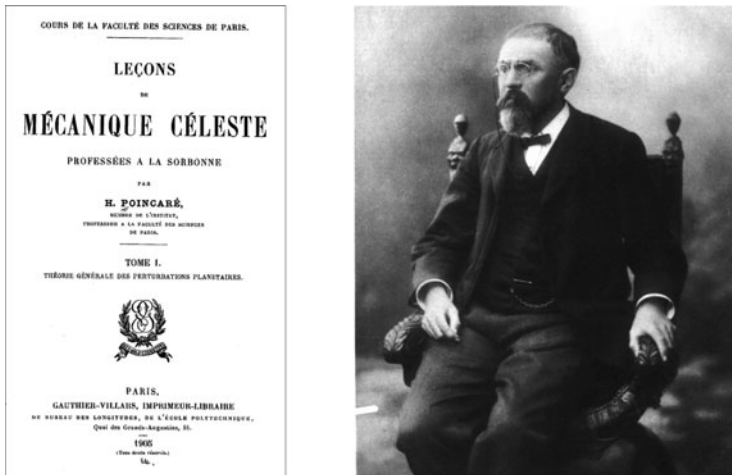 COURS DE LA FACULTÉ DES SCIENCES DE PARIS.
LEÇONS
DE
MÉCANIQUE CÉLESTE
PROFESSÉES A LA SORBONNE
PAR
H. POINCARÉ,
MEMBRE DE L'INSTITUT,
PROFESSEUR A LA FACULTÉ DES SCIENCES
DE PARIS.
TOME I.
THÉORIE GÉNÉRALE DES PERTURBATIONS PLANÉTAIRES.
PARIS,
GAUTHIER-VILLARS, IMPRIMEUR-LIBRAIRE
DU BUREAU DES LONGITUDES, DE L'ÉCOLE POLYTECHNIQUE,
Quai des Grands-Augustins, 55.
1905
(Tous droits réservés.)